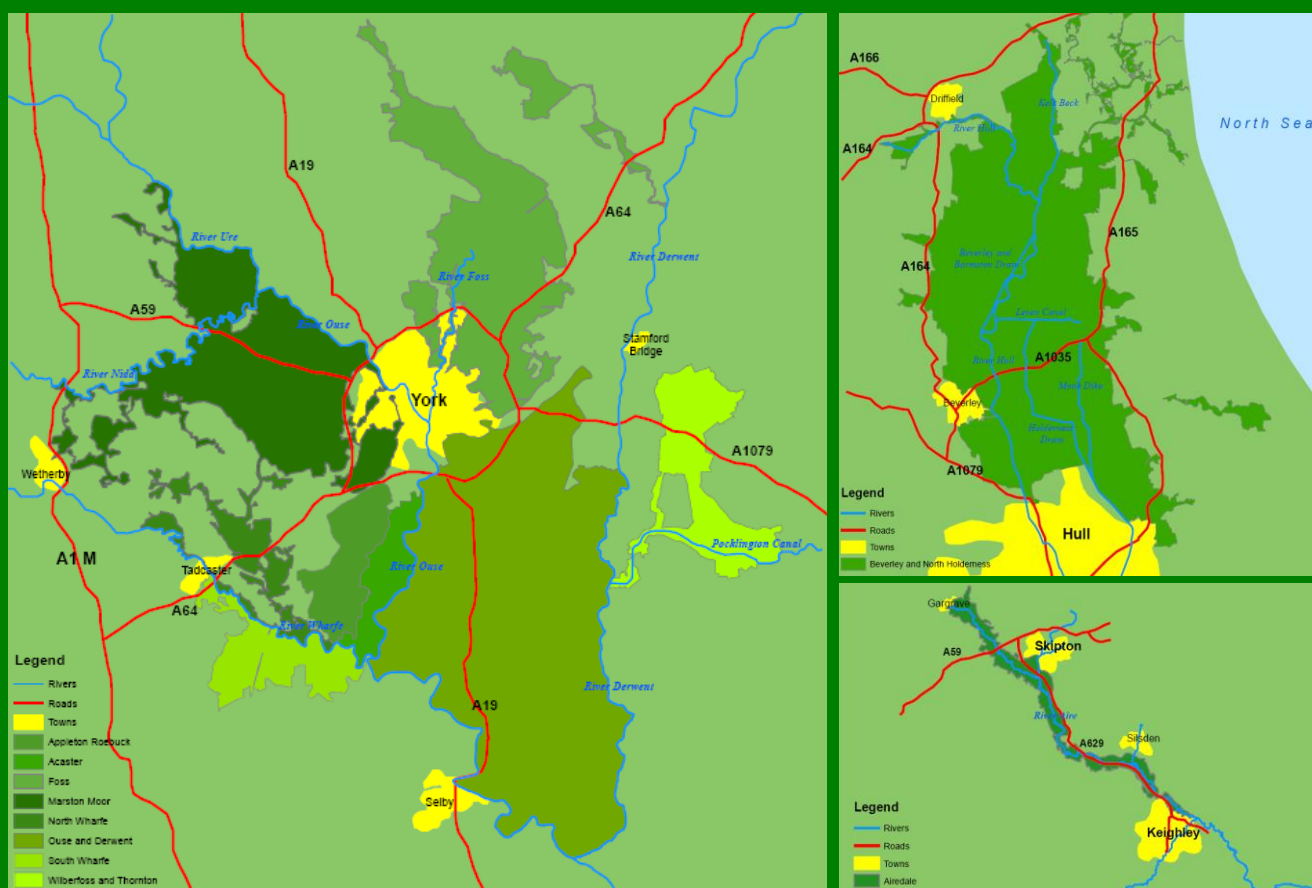 A19
A64
River Ure
River Derwent
River Foss
A59
River Ouse
Stamford
Bridge
River Nidd
York
A1079
Wetherby
Pocklington Canal
A1 M
River Ouse
Tadcaster
A64
River Wharfe
River Derwent
A19
Selby
Legend
Rivers
Roads
Towns
Appleton Roebuck
Acaster
Foss
Marston Moor
North Wharfe
Ouse and Derwent
South Wharfe
Wilberfoss and Thornton
A166
Driffield
Kelk Beck
North Sea
River Hull
A164
A165
Beverley and
Barmston Drain
A164
Leven Canal
River Hull
A1035
Monk Dike
Beverley
Holderness
Drain
A1079
Legend
Rivers
Roads
Towns
Beverley and North Holderness
Hull
Gargrave
A59
Skipton
River Aire
Silsden
A629
Legend
Rivers
Roads
Towns
Airedale
Keighley